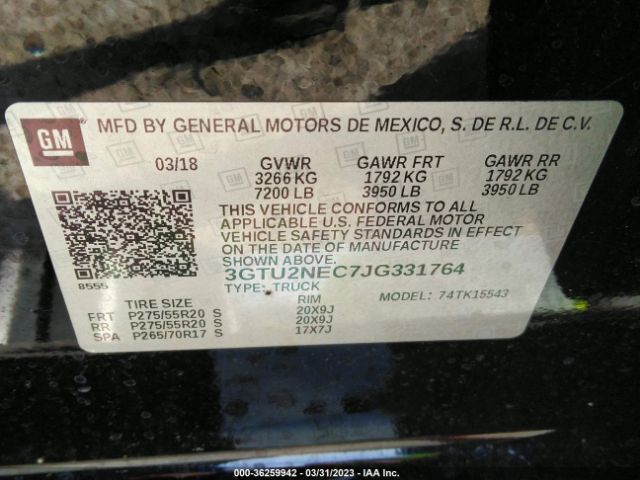 GM MFD BY GENERAL MOTORS DE MEXICO, S. DE R.L. DE C.V.
03/18 GVWR GAWR FRT GAWR RR
3266 KG 1792 KG 1792 KG
7200 LB 3950 LB 3950 LB
THIS VEHICLE CONFORMS TO ALL
APPLICABLE U.S. FEDERAL MOTOR
VEHICLE SAFETY STANDARDS IN EFFECT
ON THE DATE OF MANUFACTURE
SHOWN ABOVE.
8555 3GTU2NEC7JG331764
TYPE: TRUCK MODEL: 74TK15543
TIRE SIZE RIM
FRT P275/55R20 S 20X9J
RR P275/55R20 S 20X9J
SPA P265/70R17 S 17X7J
000-36259942 - 03/31/2023 - IAA Inc.